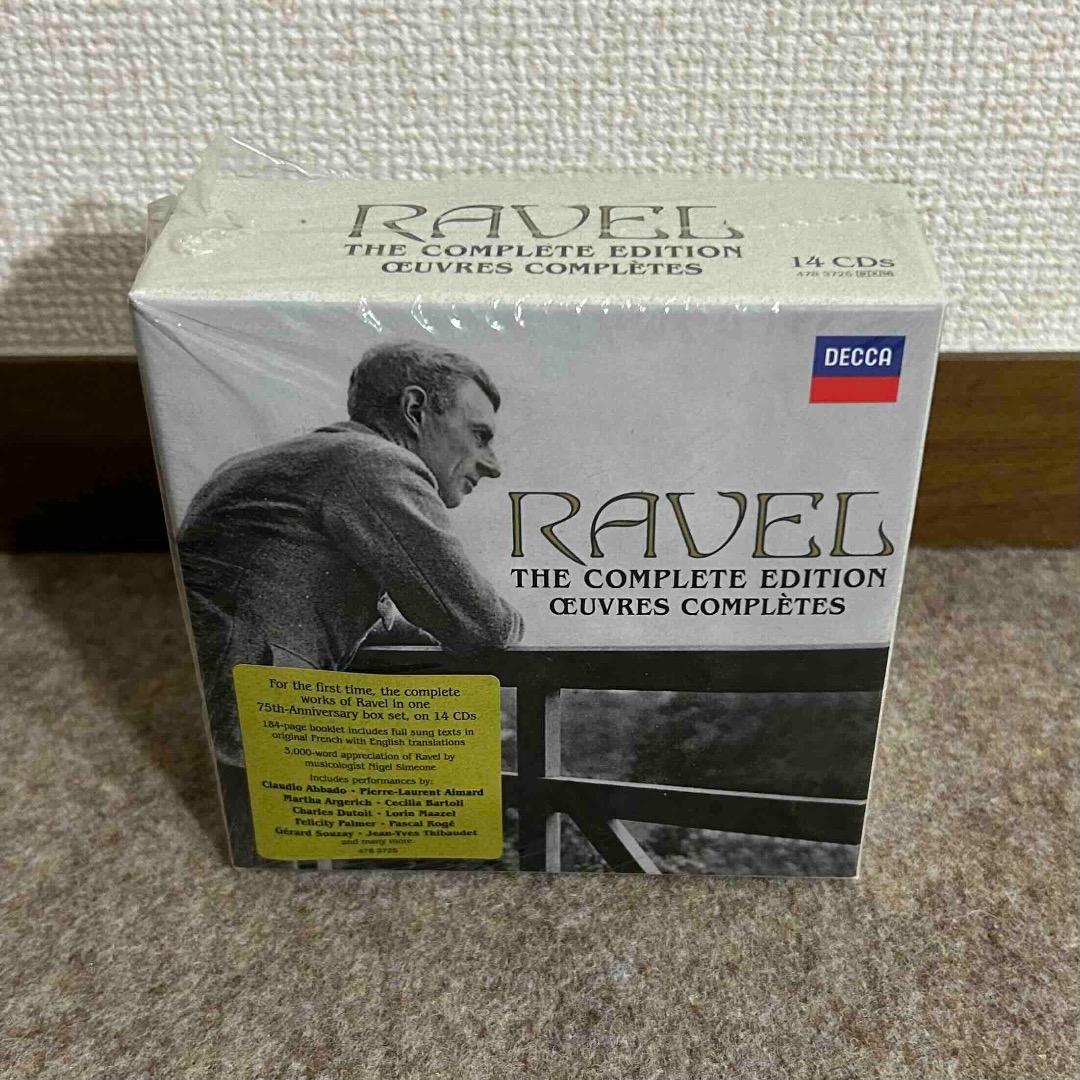 RAVEL
THE COMPLETE EDITION
ŒUVRES COMPLÈTES
14 CDs
478 3725
DECCA
RAVEL
THE COMPLETE EDITION
ŒUVRES COMPLÈTES
For the first time, the complete
works of Ravel in one
75th-Anniversary box set, on 14 CDs
184-page booklet includes full sung texts in
original French with English translations
3,000-word appreciation of Ravel by
musicologist Nigel Simeone
Includes performances by:
Claudio Abbado • Pierre-Laurent Aimard
Martha Argerich • Cecilia Bartoli
Charles Dutoit • Lorin Maazel
Felicity Palmer • Pascal Rogé
Gérard Souzay • Jean-Yves Thibaudet
and many more
478 3725